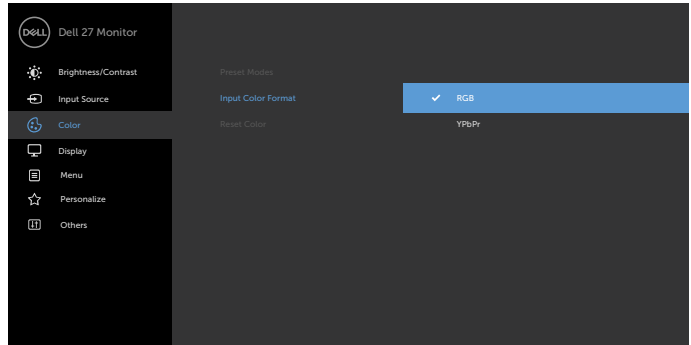 DELL Dell 27 Monitor
Brightness/Contrast
Input Source
Color
Display
Menu
Personalize
Others
Preset Modes
Input Color Format
Reset Color
RGB
YPbPr